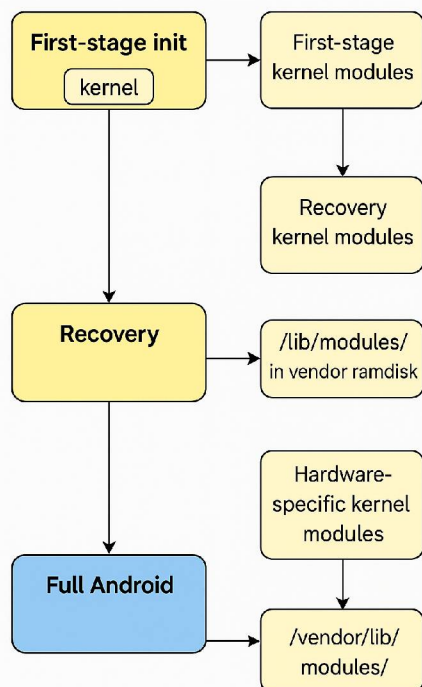 First-stage init
kernel
First-stage
kernel modules
Recovery
kernel modules
Recovery
/lib/modules/
in vendor ramdisk
Hardware-
specific kernel
modules
Full Android
/vendor/lib/
modules/